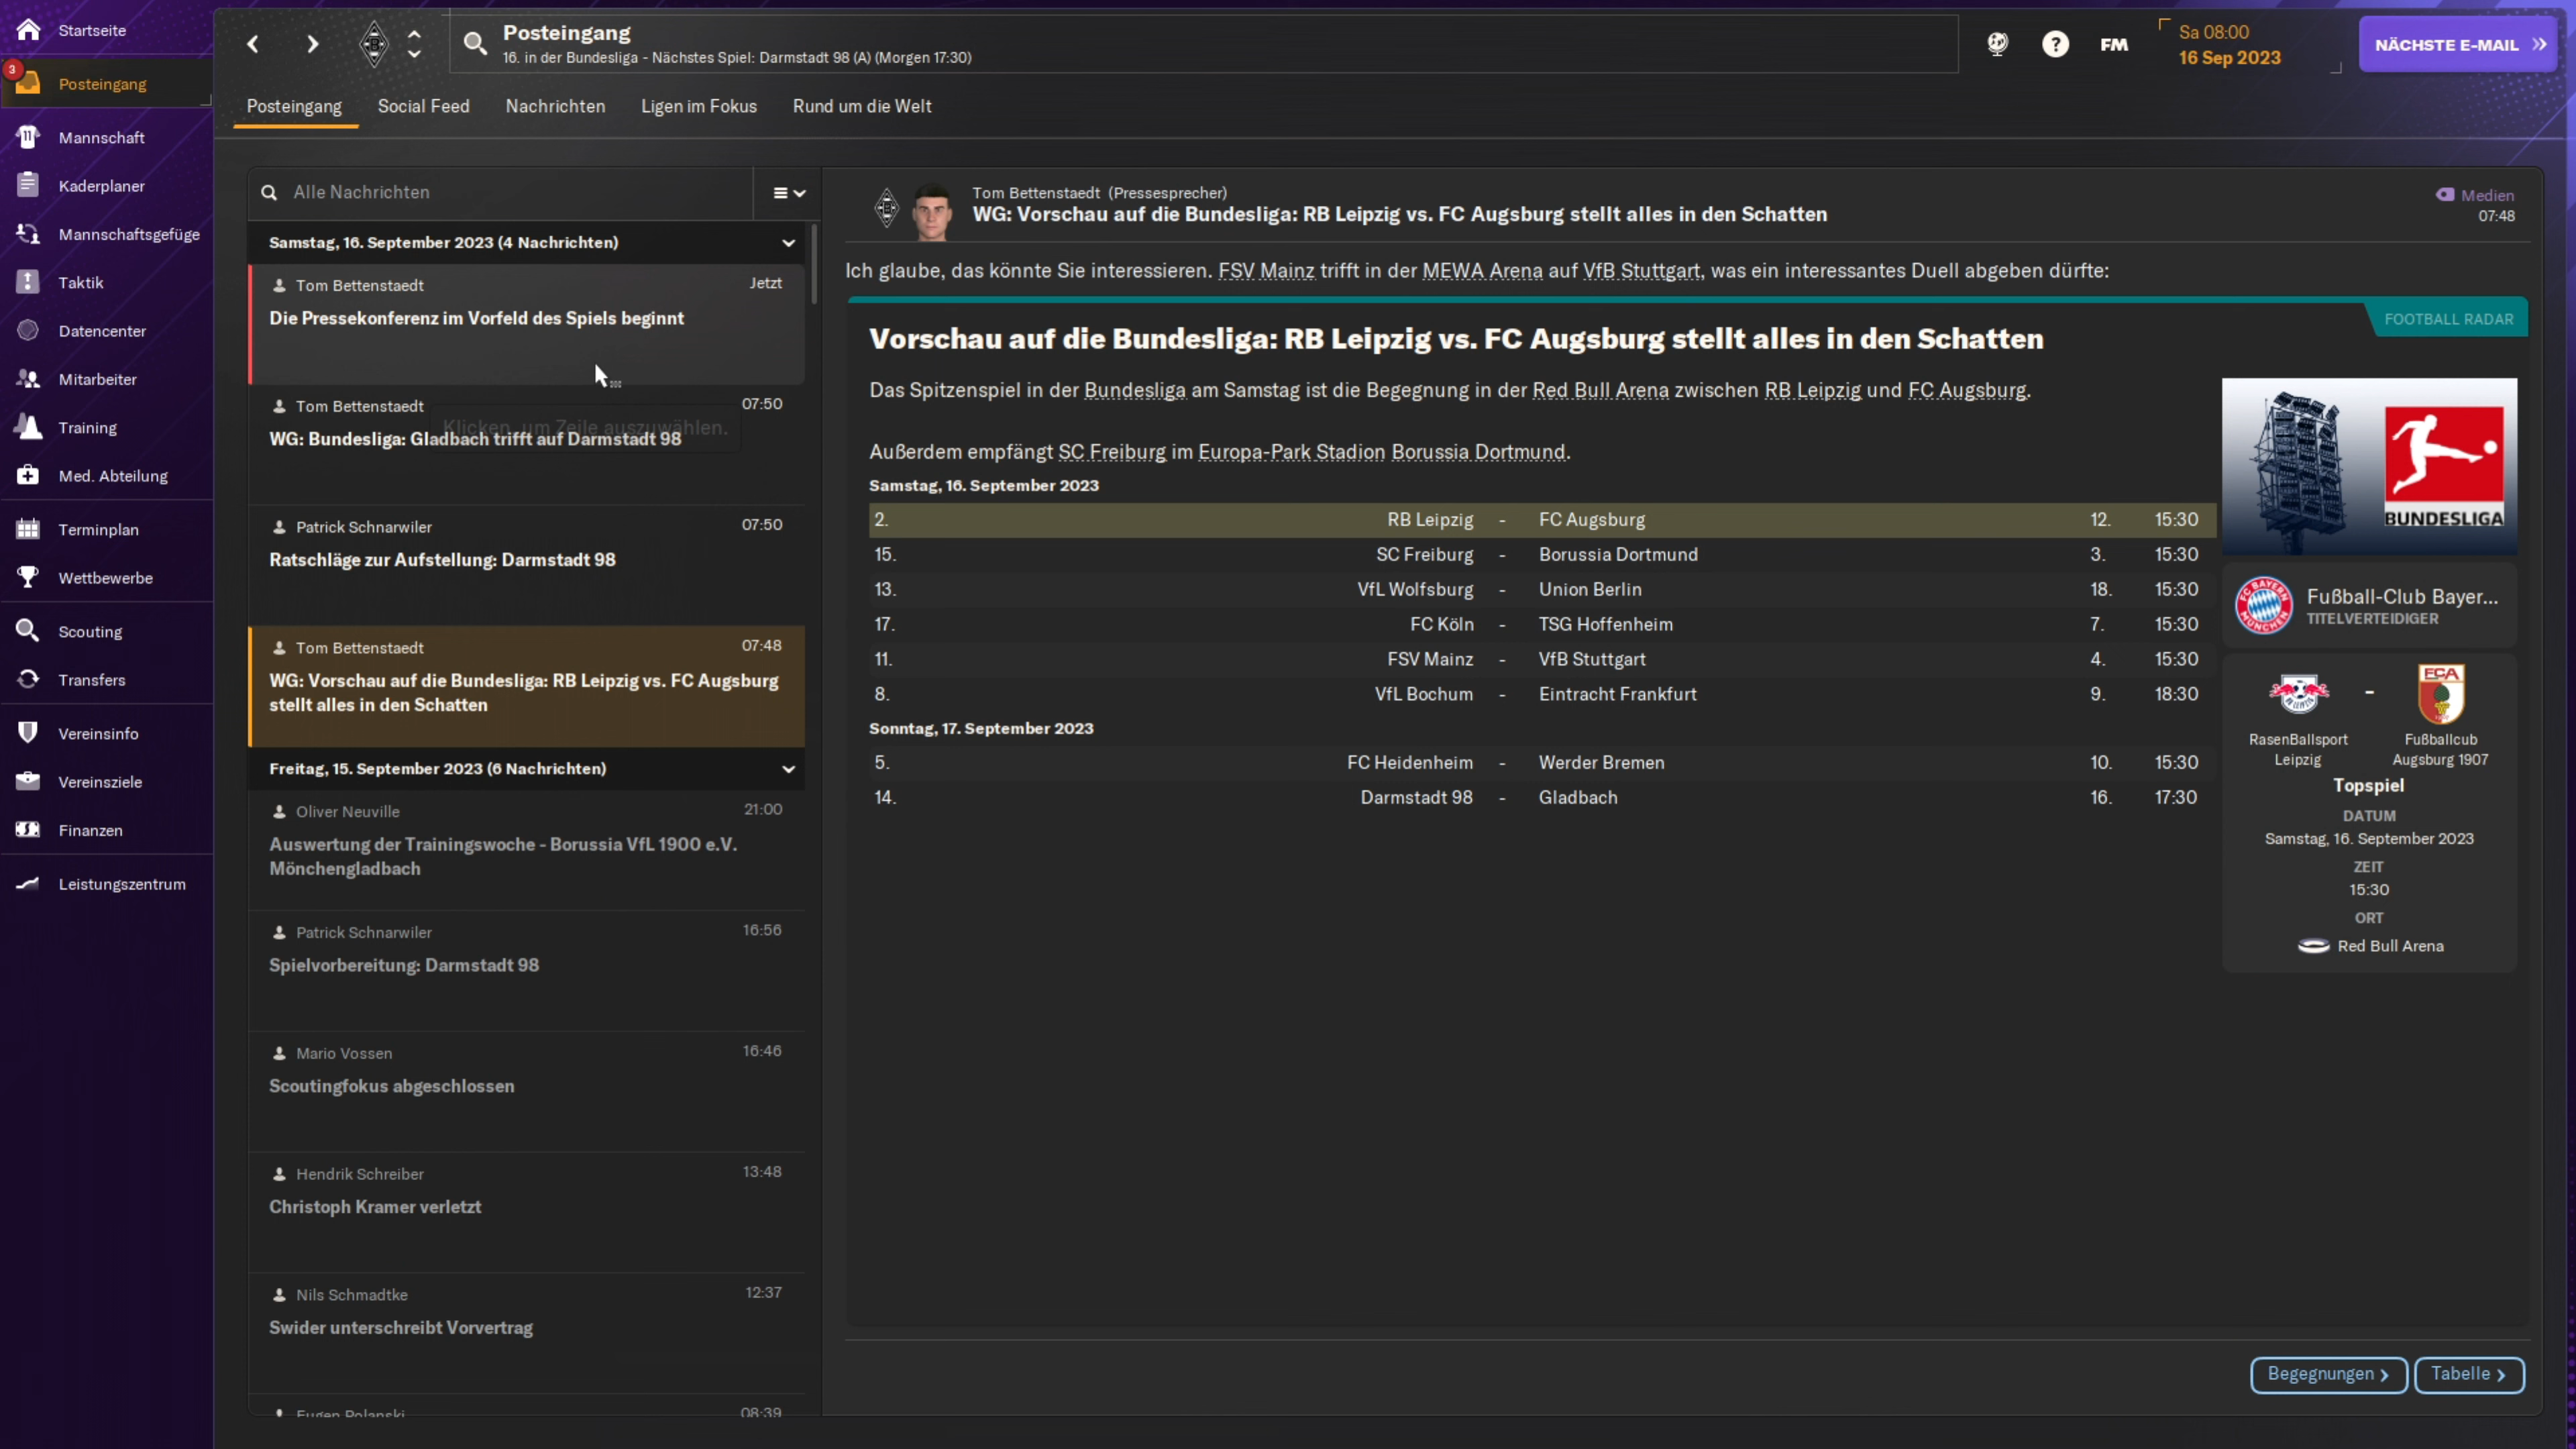 Startseite
3
Posteingang
Mannschaft
Kaderplaner
Mannschaftsgefüge
Taktik
Datencenter
Mitarbeiter
Training
Med. Abteilung
Terminplan
Wettbewerbe
Scouting
Transfers
Vereinsinfo
Vereinsziele
Finanzen
Leistungszentrum
Posteingang
16. in der Bundesliga - Nächstes Spiel: Darmstadt 98 (A) (Morgen 17:30)
?
FM
Sa 08:00
16 Sep 2023
NÄCHSTE E-MAIL
Posteingang Social Feed Nachrichten Ligen im Fokus Rund um die Welt
Alle Nachrichten
Samstag, 16. September 2023 (4 Nachrichten)
Tom Bettenstaedt Jetzt
Die Pressekonferenz im Vorfeld des Spiels beginnt
Tom Bettenstaedt 07:50
Klicken, um Zeile auszuwählen.
WG: Bundesliga: Gladbach trifft auf Darmstadt 98
Patrick Schnarwiler 07:50
Ratschläge zur Aufstellung: Darmstadt 98
Tom Bettenstaedt 07:48
WG: Vorschau auf die Bundesliga: RB Leipzig vs. FC Augsburg
stellt alles in den Schatten
Freitag, 15. September 2023 (6 Nachrichten)
Oliver Neuville 21:00
Auswertung der Trainingswoche - Borussia VfL 1900 e.V.
Mönchengladbach
Patrick Schnarwiler 16:56
Spielvorbereitung: Darmstadt 98
Mario Vossen 16:46
Scoutingfokus abgeschlossen
Hendrik Schreiber 13:48
Christoph Kramer verletzt
Nils Schmadtke 12:37
Swider unterschreibt Vorvertrag
Eugen Polanski 08:39
Tom Bettenstaedt (Pressesprecher)
WG: Vorschau auf die Bundesliga: RB Leipzig vs. FC Augsburg stellt alles in den Schatten
Medien
07:48
Ich glaube, das könnte Sie interessieren. FSV Mainz trifft in der MEWA Arena auf VfB Stuttgart, was ein interessantes Duell abgeben dürfte:
FOOTBALL RADAR
Vorschau auf die Bundesliga: RB Leipzig vs. FC Augsburg stellt alles in den Schatten
Das Spitzenspiel in der Bundesliga am Samstag ist die Begegnung in der Red Bull Arena zwischen RB Leipzig und FC Augsburg.
Außerdem empfängt SC Freiburg im Europa-Park Stadion Borussia Dortmund.
Samstag, 16. September 2023
2. RB Leipzig - FC Augsburg 12. 15:30
15. SC Freiburg - Borussia Dortmund 3. 15:30
13. VfL Wolfsburg - Union Berlin 18. 15:30
17. FC Köln - TSG Hoffenheim 7. 15:30
11. FSV Mainz - VfB Stuttgart 4. 15:30
8. VfL Bochum - Eintracht Frankfurt 9. 18:30
Sonntag, 17. September 2023
5. FC Heidenheim - Werder Bremen 10. 15:30
14. Darmstadt 98 - Gladbach 16. 17:30
BUNDESLIGA
FC BAYERN MÜNCHEN
Fußball-Club Bayer...
TITELVERTEIDIGER
RB LEIPZIG
-
FCA
RasenBallsport
Leipzig
Fußballcub
Augsburg 1907
Topspiel
DATUM
Samstag, 16. September 2023
ZEIT
15:30
ORT
Red Bull Arena
Begegnungen
Tabelle